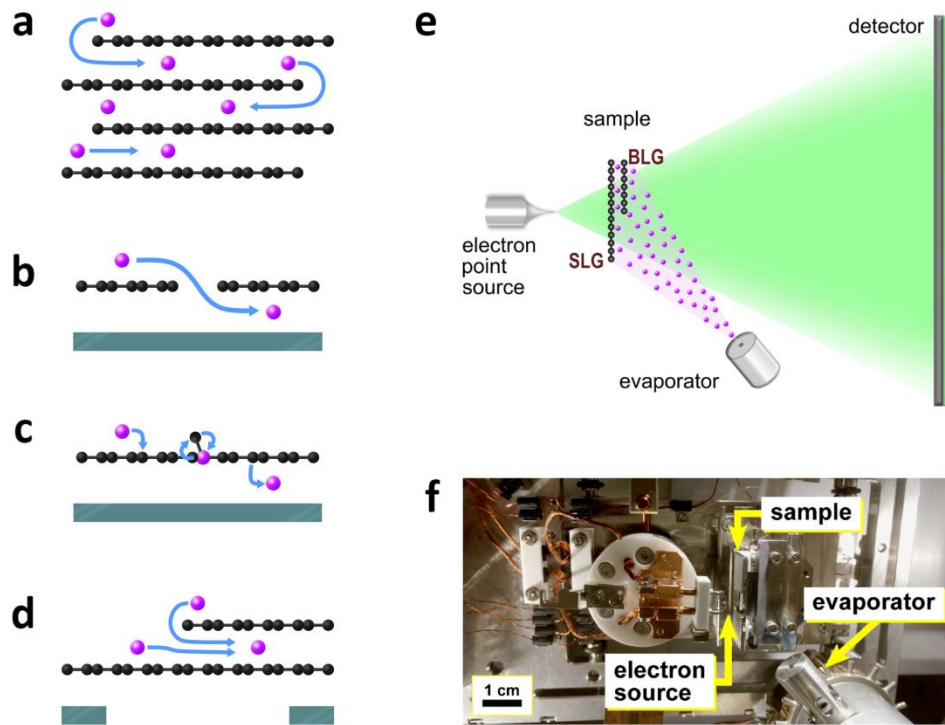 a
b
c
d
e
detector
sample
BLG
electron
point
source
SLG
evaporator
f
sample
evaporator
electron
source
1 cm